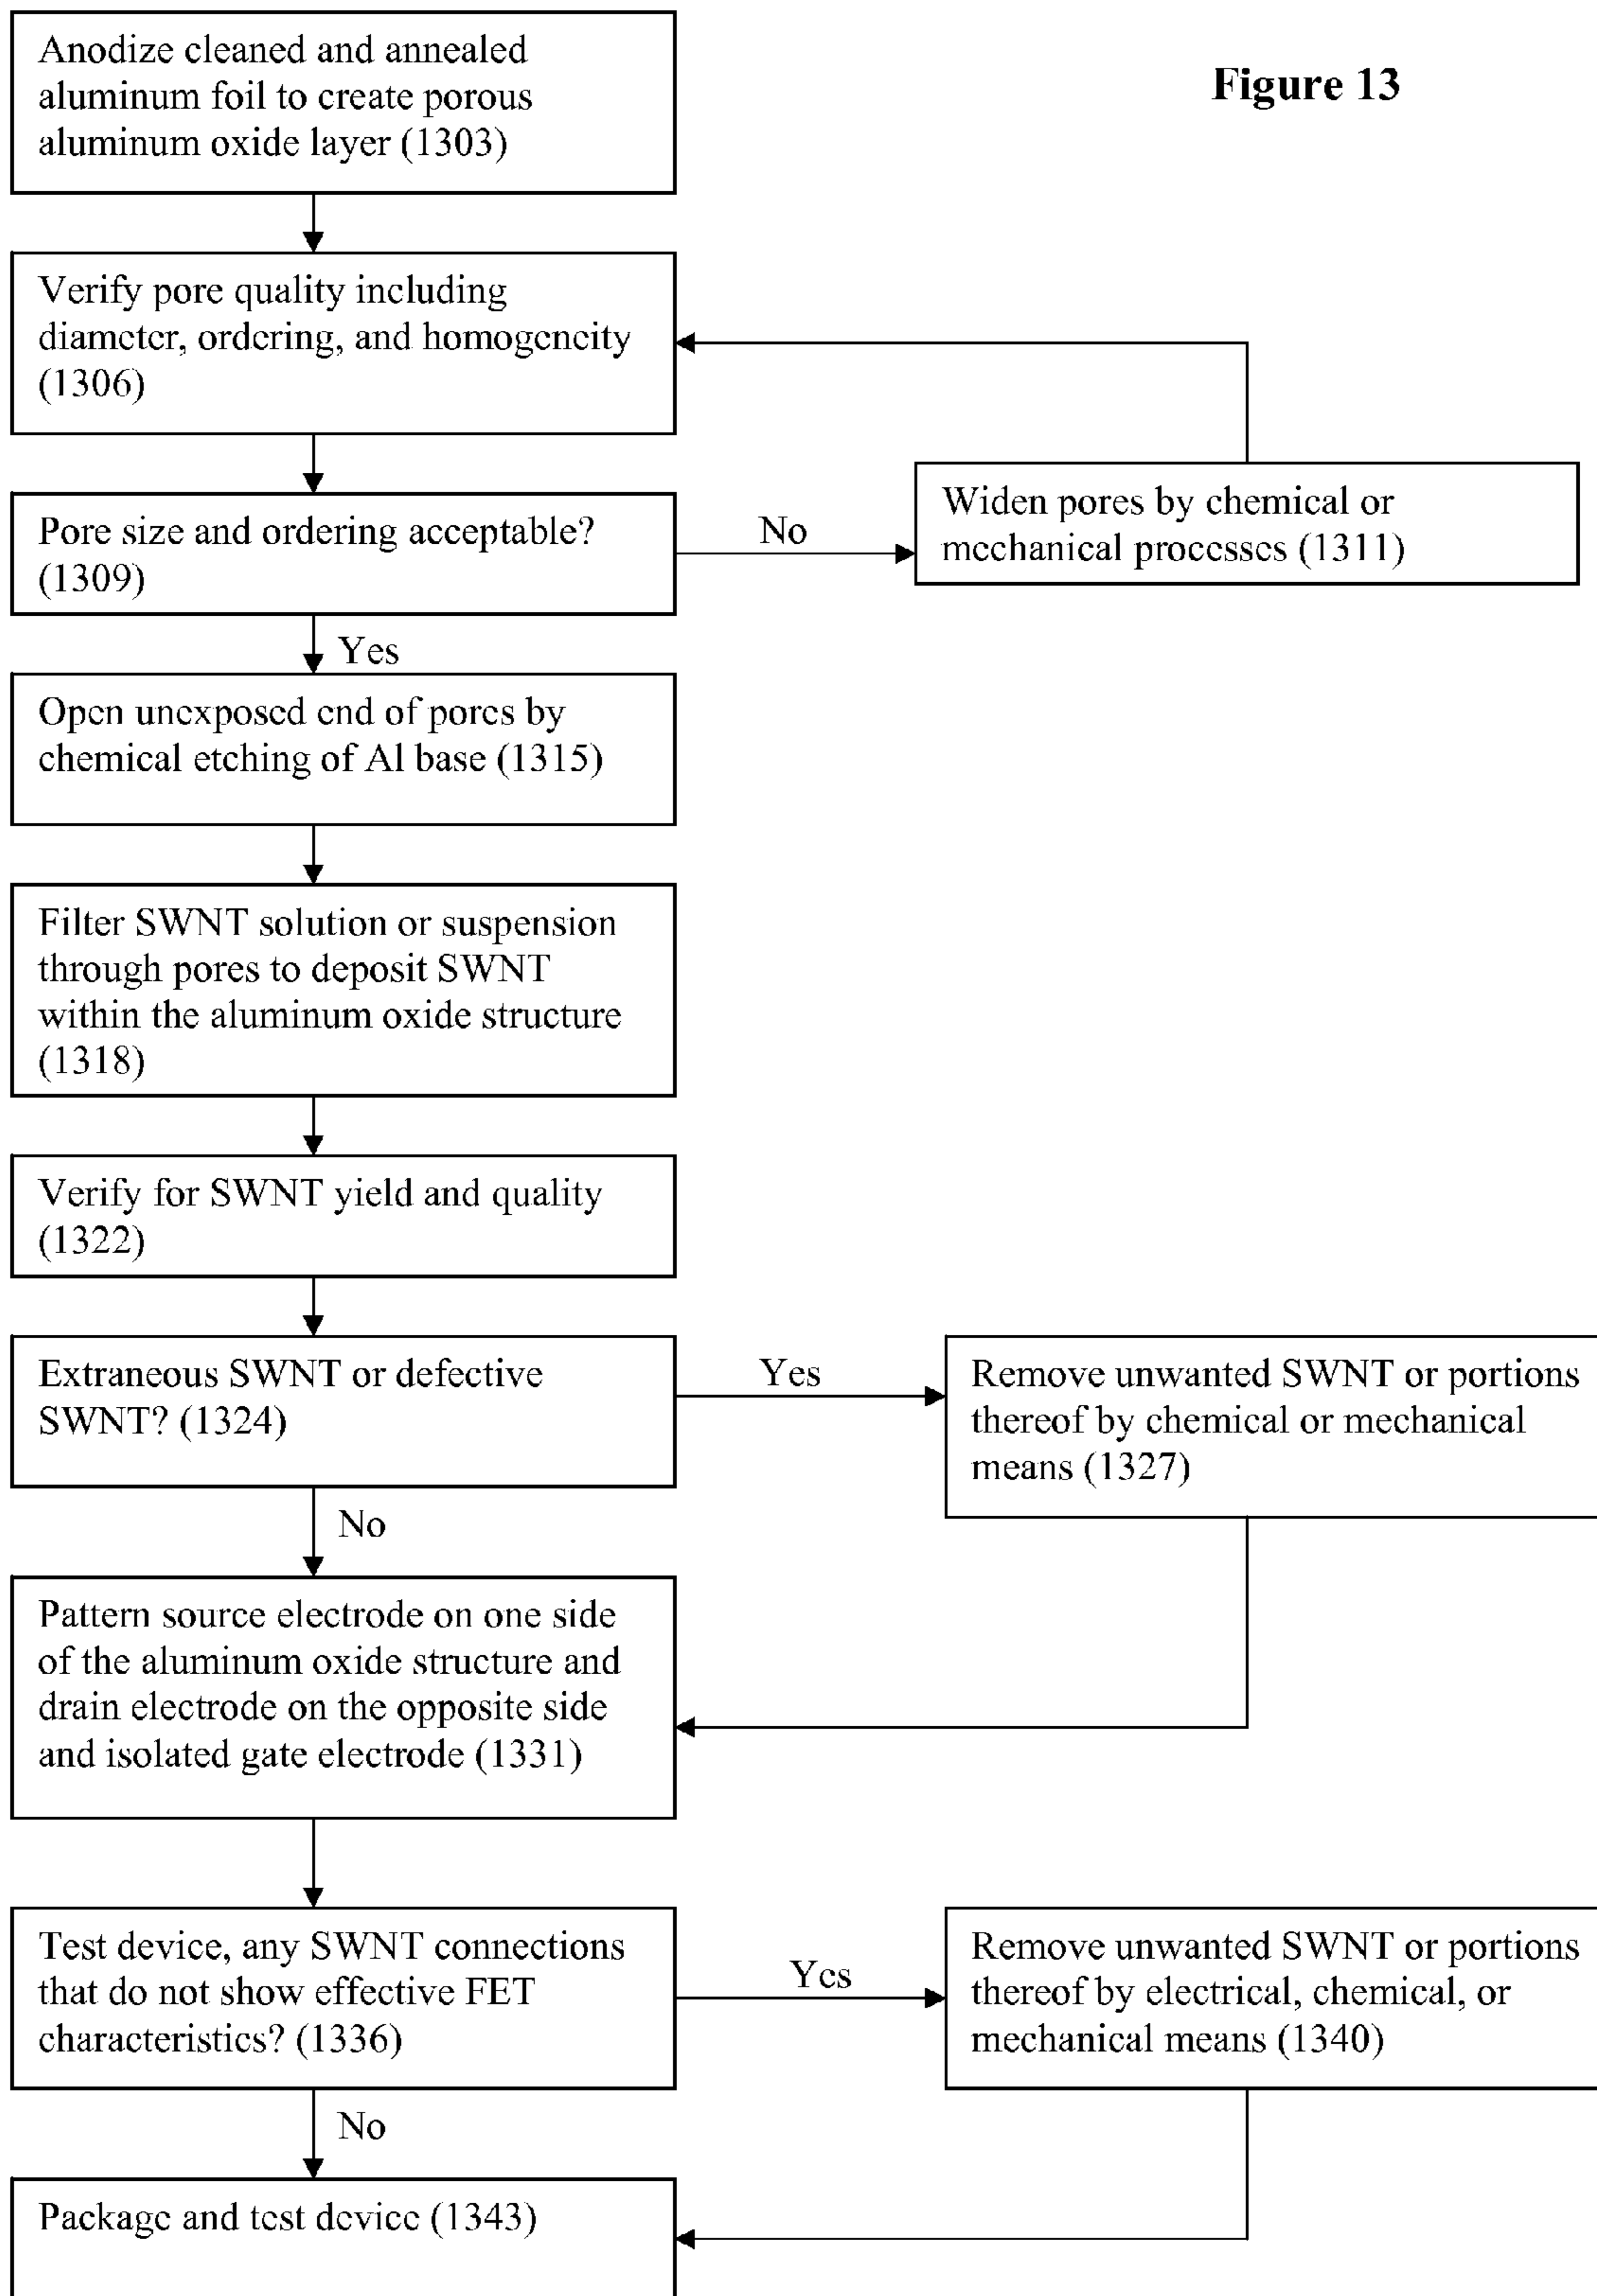 Figure 13
Anodize cleaned and annealed
aluminum foil to create porous
aluminum oxide layer (1303)
Verify pore quality including
diameter, ordering, and homogeneity
(1306)
Pore size and ordering acceptable?
(1309)
No
Widen pores by chemical or
mechanical processes (1311)
Yes
Open unexposed end of pores by
chemical etching of Al base (1315)
Filter SWNT solution or suspension
through pores to deposit SWNT
within the aluminum oxide structure
(1318)
Verify for SWNT yield and quality
(1322)
Extraneous SWNT or defective
SWNT? (1324)
Yes
Remove unwanted SWNT or portions
thereof by chemical or mechanical
means (1327)
No
Pattern source electrode on one side
of the aluminum oxide structure and
drain electrode on the opposite side
and isolated gate electrode (1331)
Test device, any SWNT connections
that do not show effective FET
characteristics? (1336)
Yes
Remove unwanted SWNT or portions
thereof by electrical, chemical, or
mechanical means (1340)
No
Package and test device (1343)